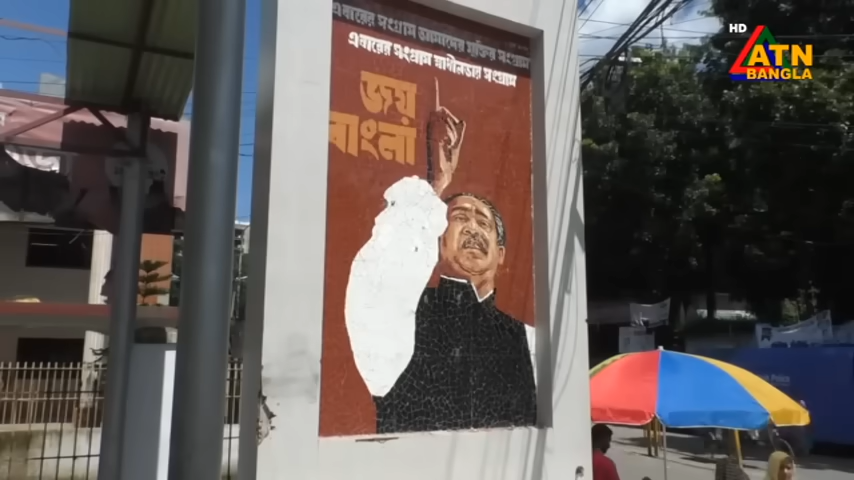 এবারের সংগ্রাম আমাদের মুক্তির সংগ্রাম
এবারের সংগ্রাম স্বাধীনতার সংগ্রাম
জয়
বাংলা
HD
ATN
BANGLA